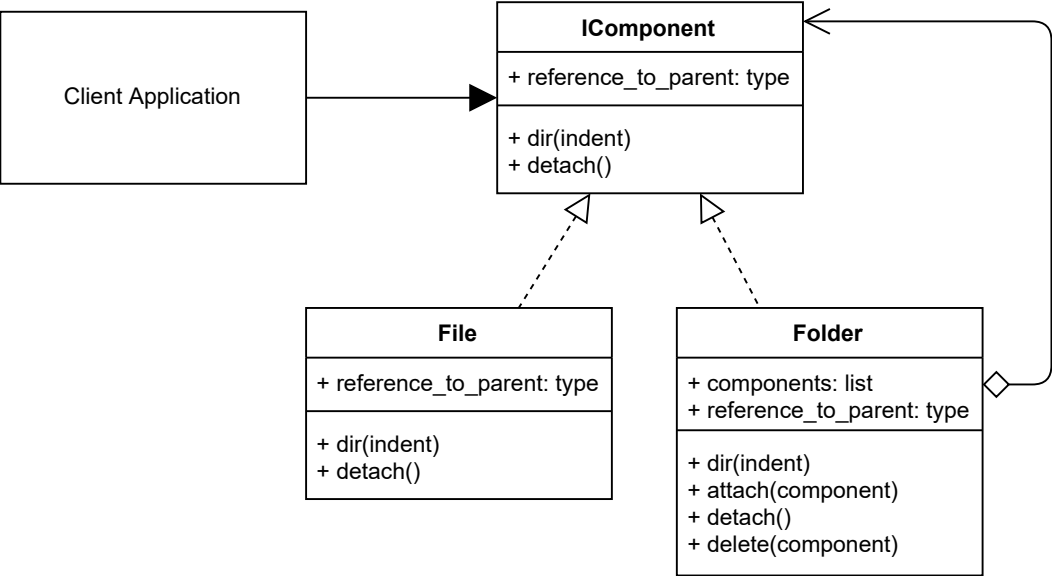 IComponent
+ reference_to_parent: type
Client Application
+ dir(indent)
+ detach()
File
+ reference_to_parent: type
+ dir(indent)
+ detach()
Folder
+ components: list
+ reference_to_parent: type
+ dir(indent)
+ attach(component)
+ detach()
+ delete(component)